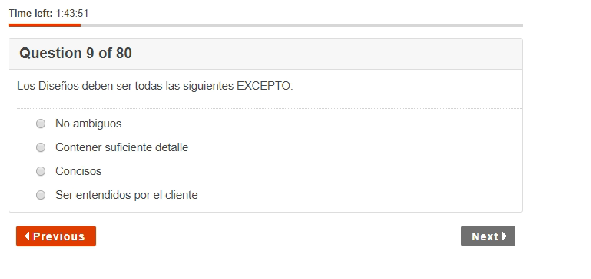 Time left: 1:43:51
Question 9 of 80
Los Diseños deben ser todas las siguientes EXCEPTO:
No ambiguos
Contener suficiente detalle
Concisos
Ser entendidos por el cliente
Previous
Next